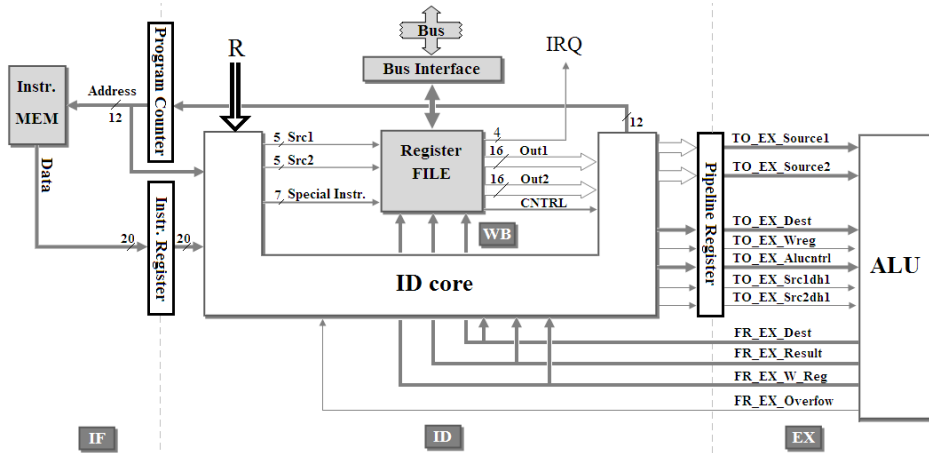 Bus
IRQ
R
Program Counter
Bus Interface
Instr.
MEM
Address
12
12
Data
5 Src1
5 Src2
7 Special Instr.
Register
FILE
4
16 Out1
16 Out2
CNTRL
WB
Instr. Register
20
20
ID core
Pipeline Register
TO_EX_Source1
TO_EX_Source2
TO_EX_Dest
TO_EX_Wreg
TO_EX_Alucntrl
TO_EX_Src1dh1
TO_EX_Src2dh1
ALU
FR_EX_Dest
FR_EX_Result
FR_EX_W_Reg
FR_EX_Overfow
IF
ID
EX